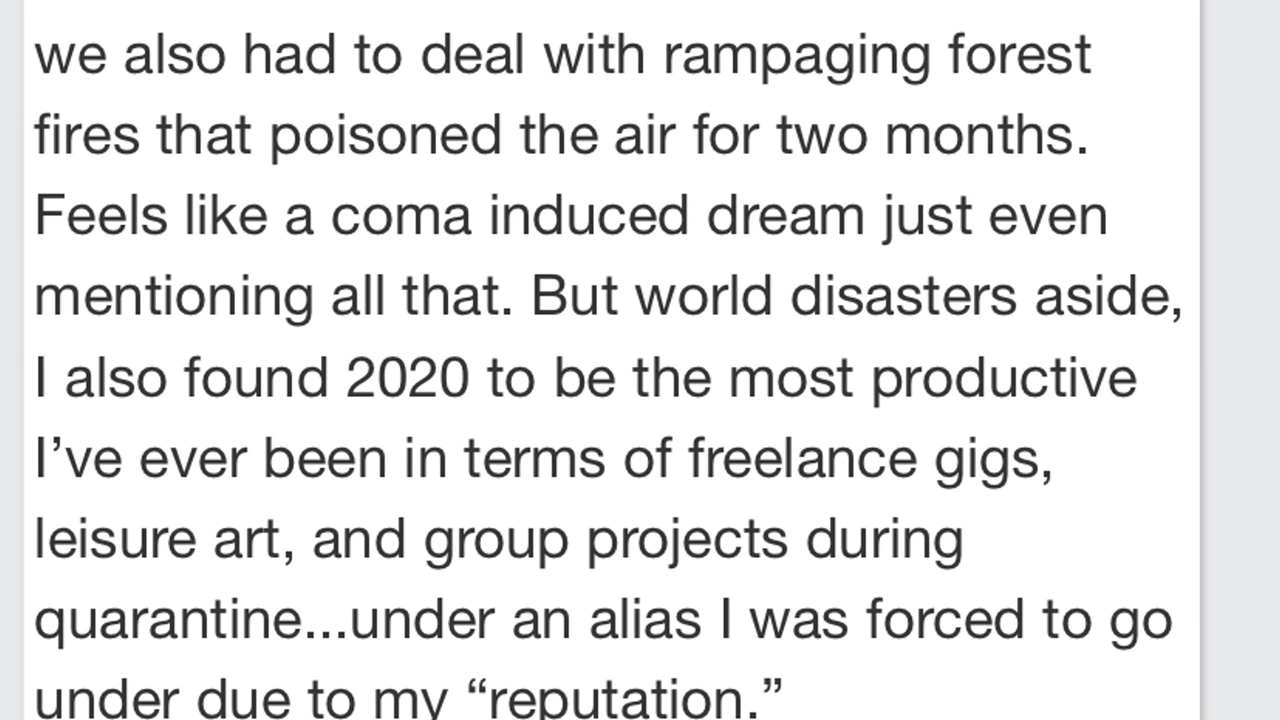 we also had to deal with rampaging forest
fires that poisoned the air for two months.
Feels like a coma induced dream just even
mentioning all that. But world disasters aside,
I also found 2020 to be the most productive
I’ve ever been in terms of freelance gigs,
leisure art, and group projects during
quarantine...under an alias I was forced to go
under due to my “reputation.”